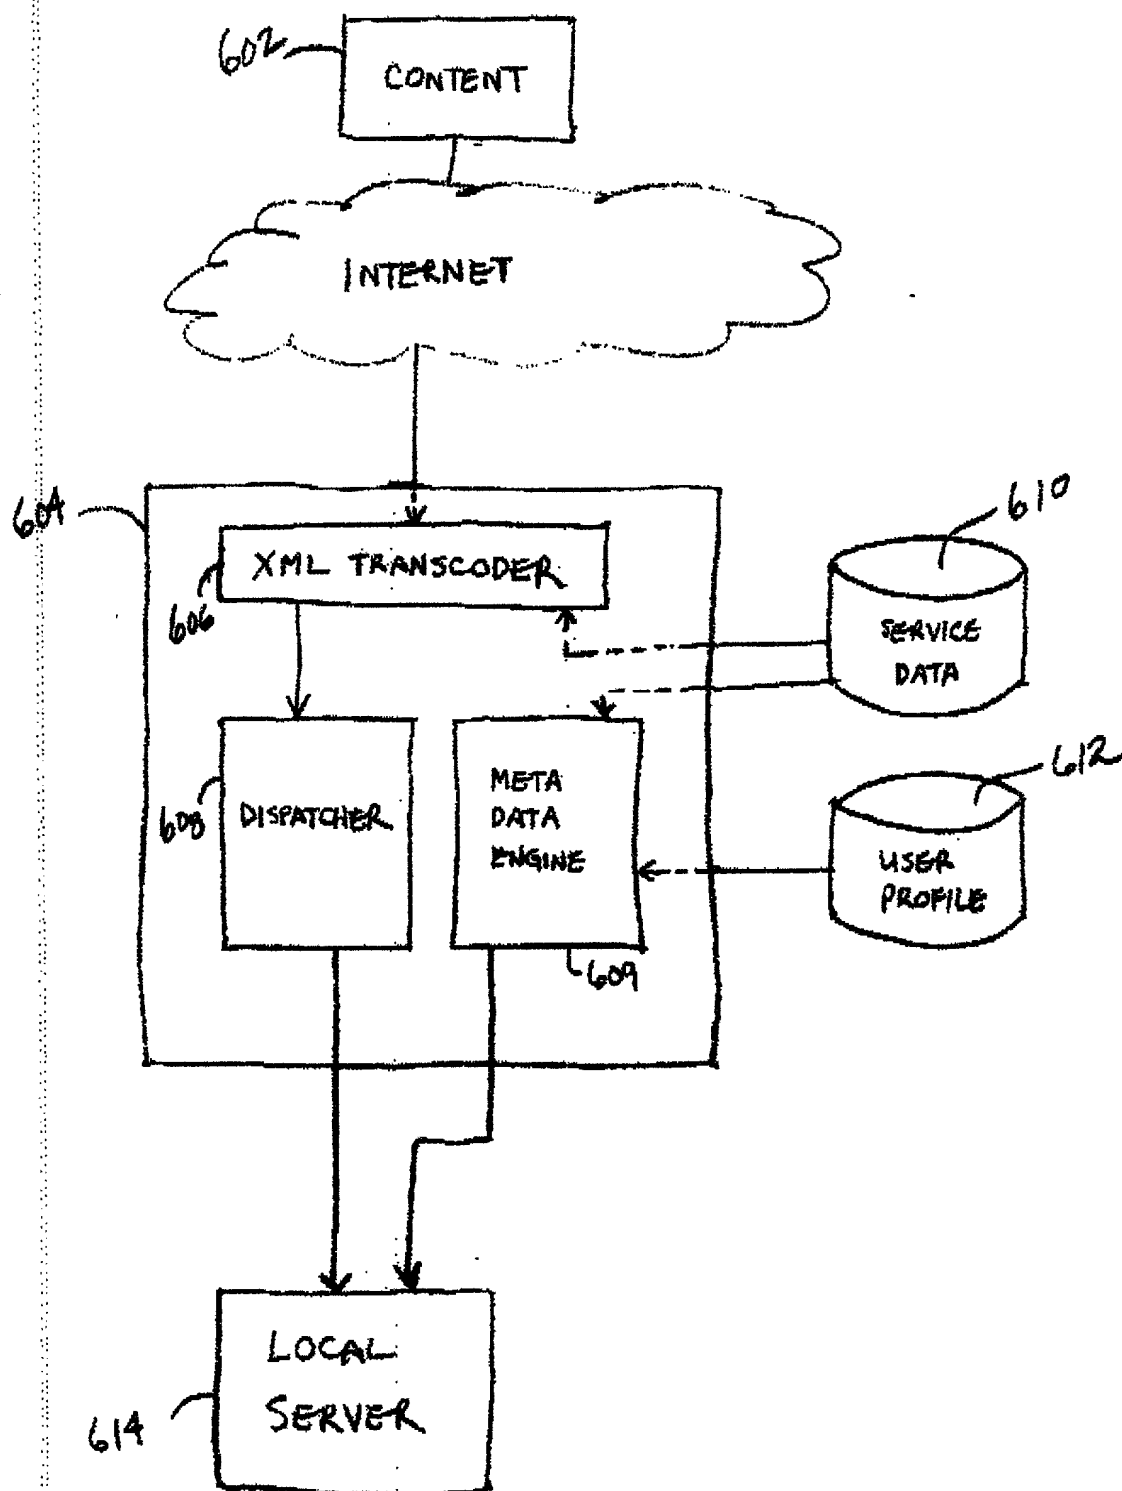 602
CONTENT
INTERNET
604
XML TRANSCODER
606
610
SERVICE
DATA
612
USER
PROFILE
608
DISPATCHER
META
DATA
ENGINE
609
LOCAL
SERVER
614